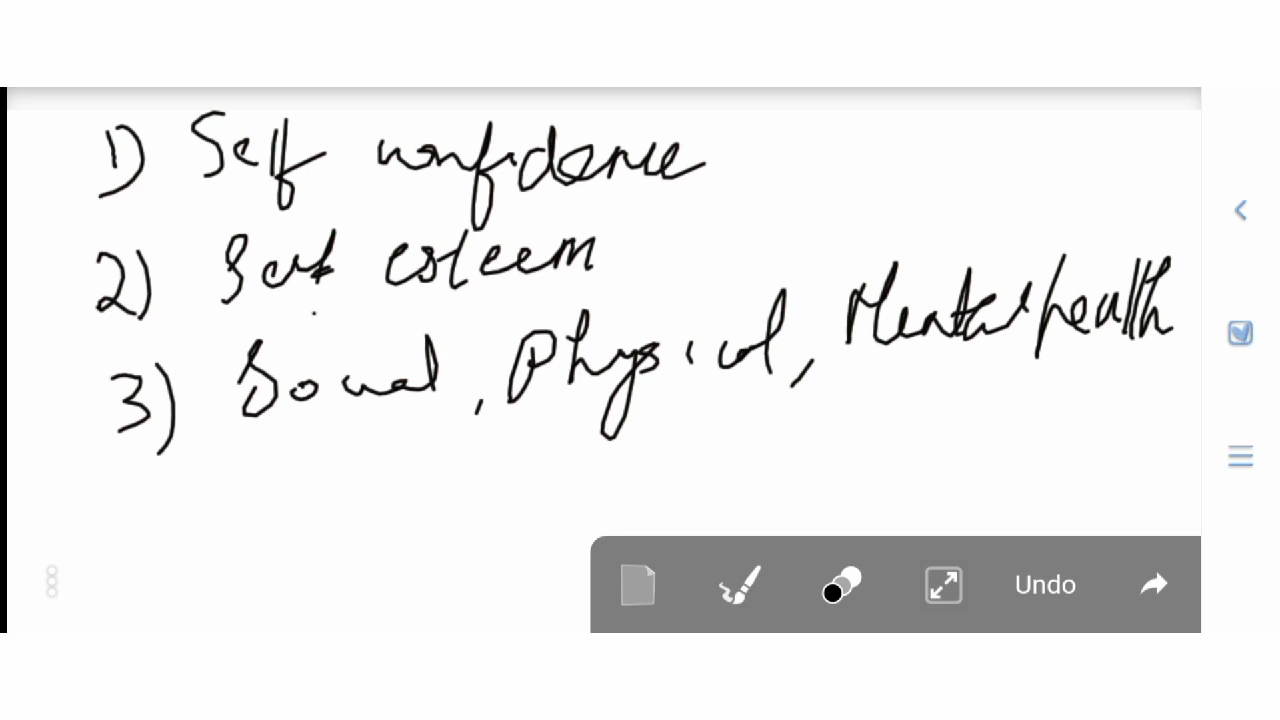 1) Self confidence
2) Self esteem
3) Social, Physical, Mental health
Undo